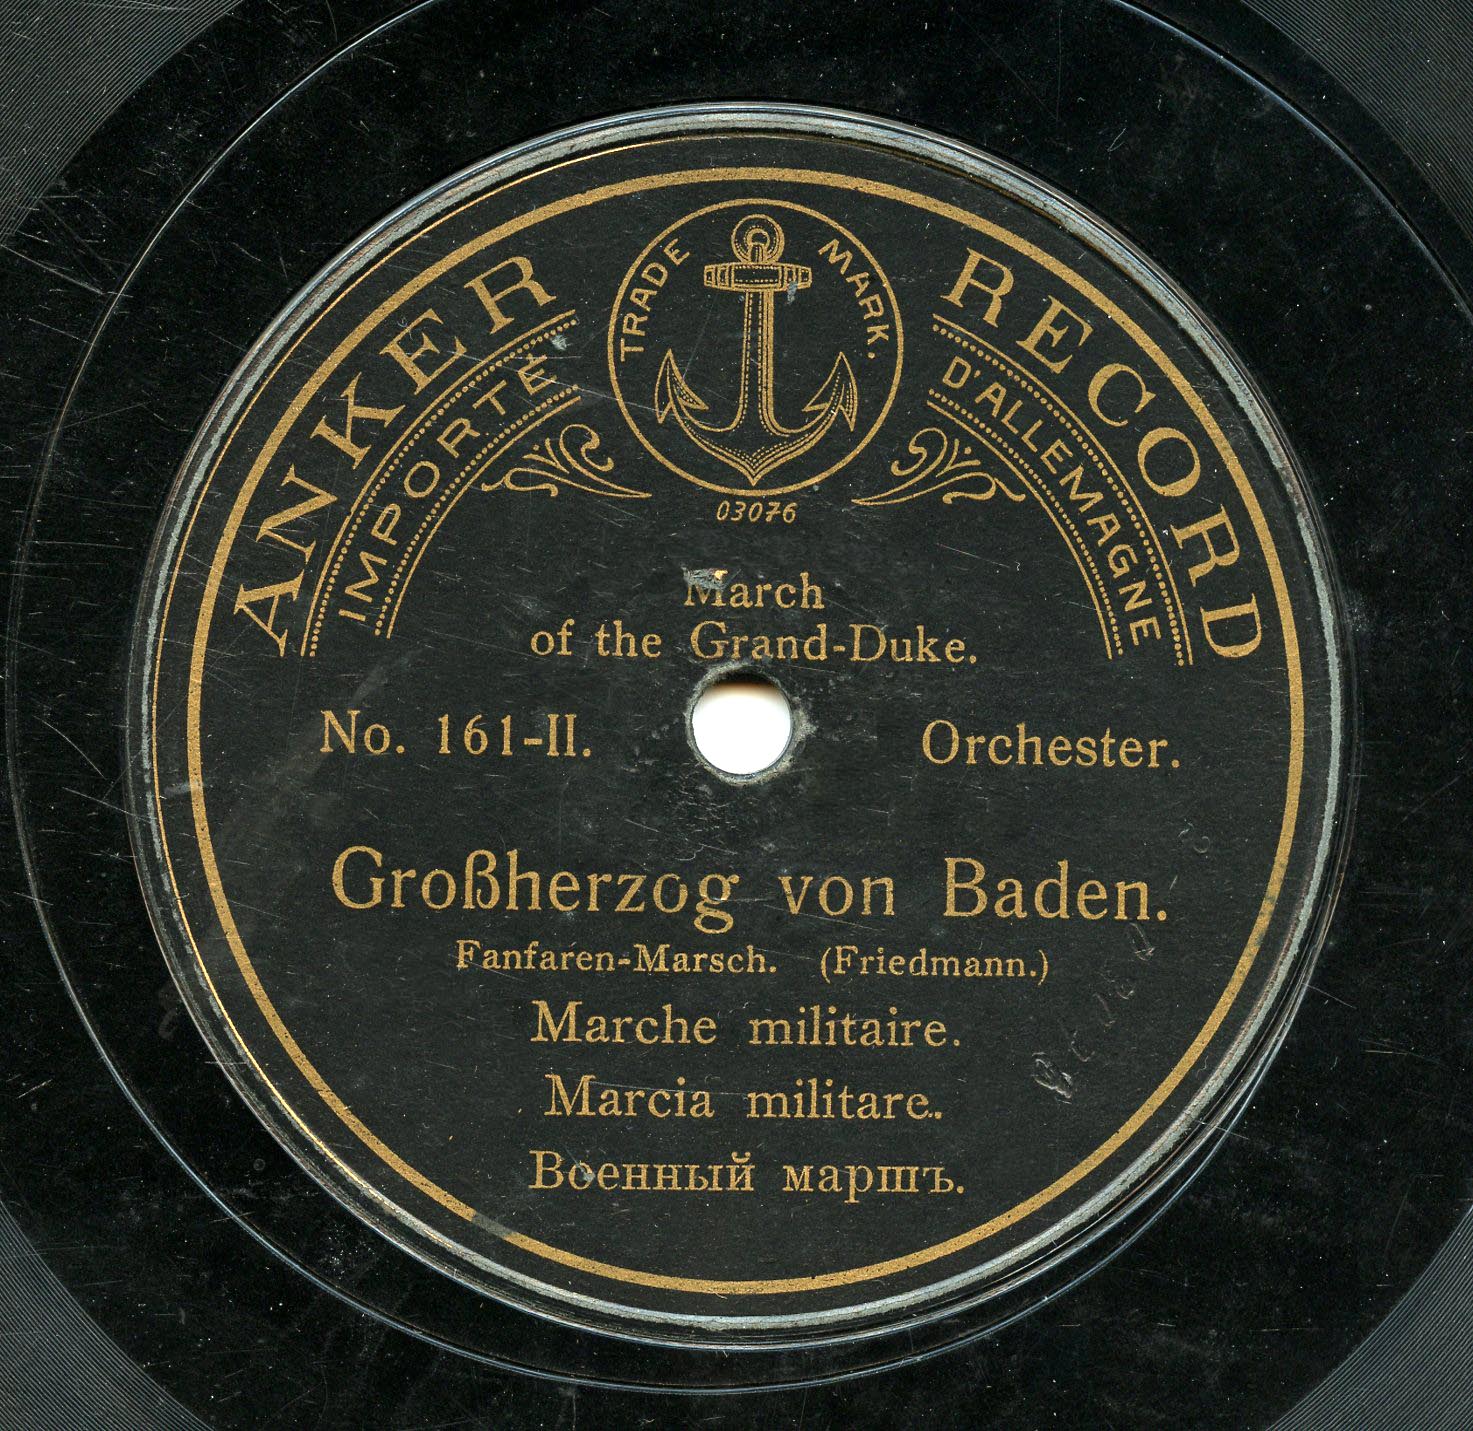 ANKER RECORD
IMPORTÉ D'ALLEMAGNE
TRADE MARK.
03076
March
of the Grand-Duke.
No. 161-II. Orchester.
Großherzog von Baden.
Fanfaren-Marsch. (Friedmann.)
Marche militaire.
Marcia militare.
Военный маршъ.